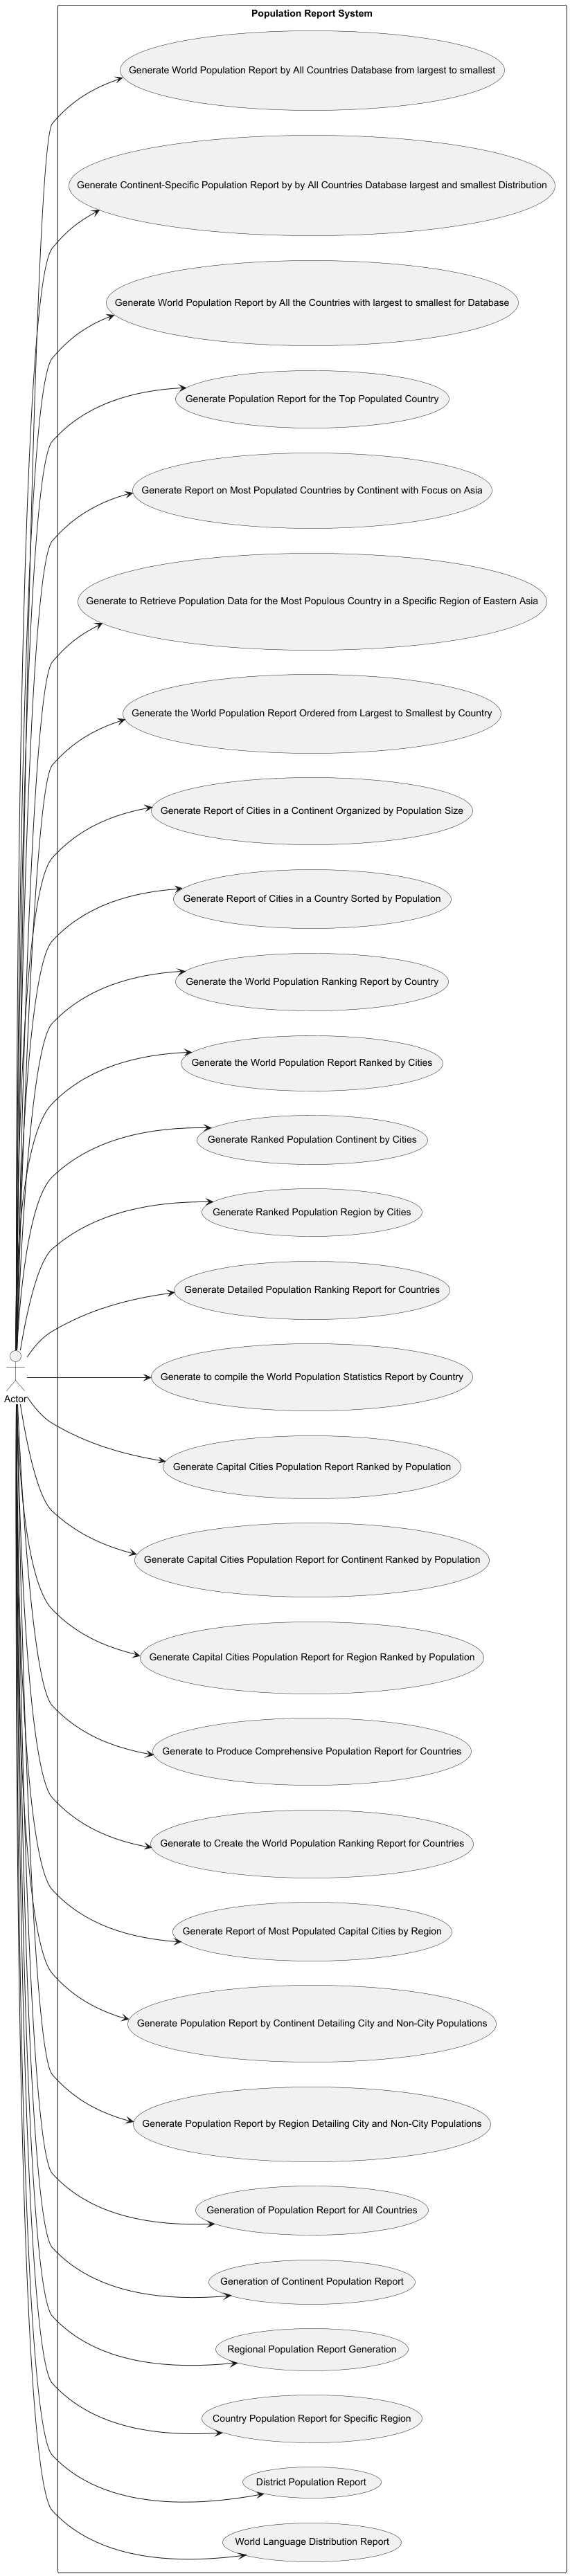 Population Report System
Generate World Population Report by All Countries Database from largest to smallest
Generate Continent-Specific Population Report by by All Countries Database largest and smallest Distribution
Generate World Population Report by All the Countries with largest to smallest for Database
Generate Population Report for the Top Populated Country
Generate Report on Most Populated Countries by Continent with Focus on Asia
Generate to Retrieve Population Data for the Most Populous Country in a Specific Region of Eastern Asia
Generate the World Population Report Ordered from Largest to Smallest by Country
Generate Report of Cities in a Continent Organized by Population Size
Generate Report of Cities in a Country Sorted by Population
Generate the World Population Ranking Report by Country
Generate the World Population Report Ranked by Cities
Generate Ranked Population Continent by Cities
Generate Ranked Population Region by Cities
Generate Detailed Population Ranking Report for Countries
Generate to compile the World Population Statistics Report by Country
Actor
Generate Capital Cities Population Report Ranked by Population
Generate Capital Cities Population Report for Continent Ranked by Population
Generate Capital Cities Population Report for Region Ranked by Population
Generate to Produce Comprehensive Population Report for Countries
Generate to Create the World Population Ranking Report for Countries
Generate Report of Most Populated Capital Cities by Region
Generate Population Report by Continent Detailing City and Non-City Populations
Generate Population Report by Region Detailing City and Non-City Populations
Generation of Population Report for All Countries
Generation of Continent Population Report
Regional Population Report Generation
Country Population Report for Specific Region
District Population Report
World Language Distribution Report